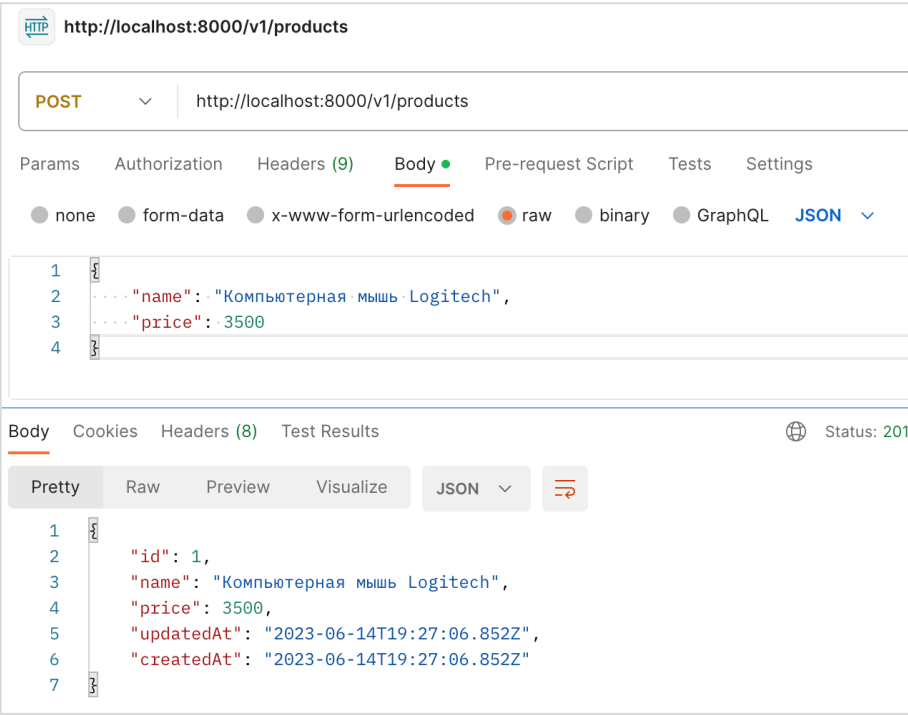 HTTP http://localhost:8000/v1/products
POST http://localhost:8000/v1/products
Params Authorization Headers (9) Body Pre-request Script Tests Settings
none form-data x-www-form-urlencoded raw binary GraphQL JSON
1 {
2 "name": "Компьютерная мышь Logitech",
3 "price": 3500
4 }
Body Cookies Headers (8) Test Results Status: 201
Pretty Raw Preview Visualize JSON
1 {
2 "id": 1,
3 "name": "Компьютерная мышь Logitech",
4 "price": 3500,
5 "updatedAt": "2023-06-14T19:27:06.852Z",
6 "createdAt": "2023-06-14T19:27:06.852Z"
7 }